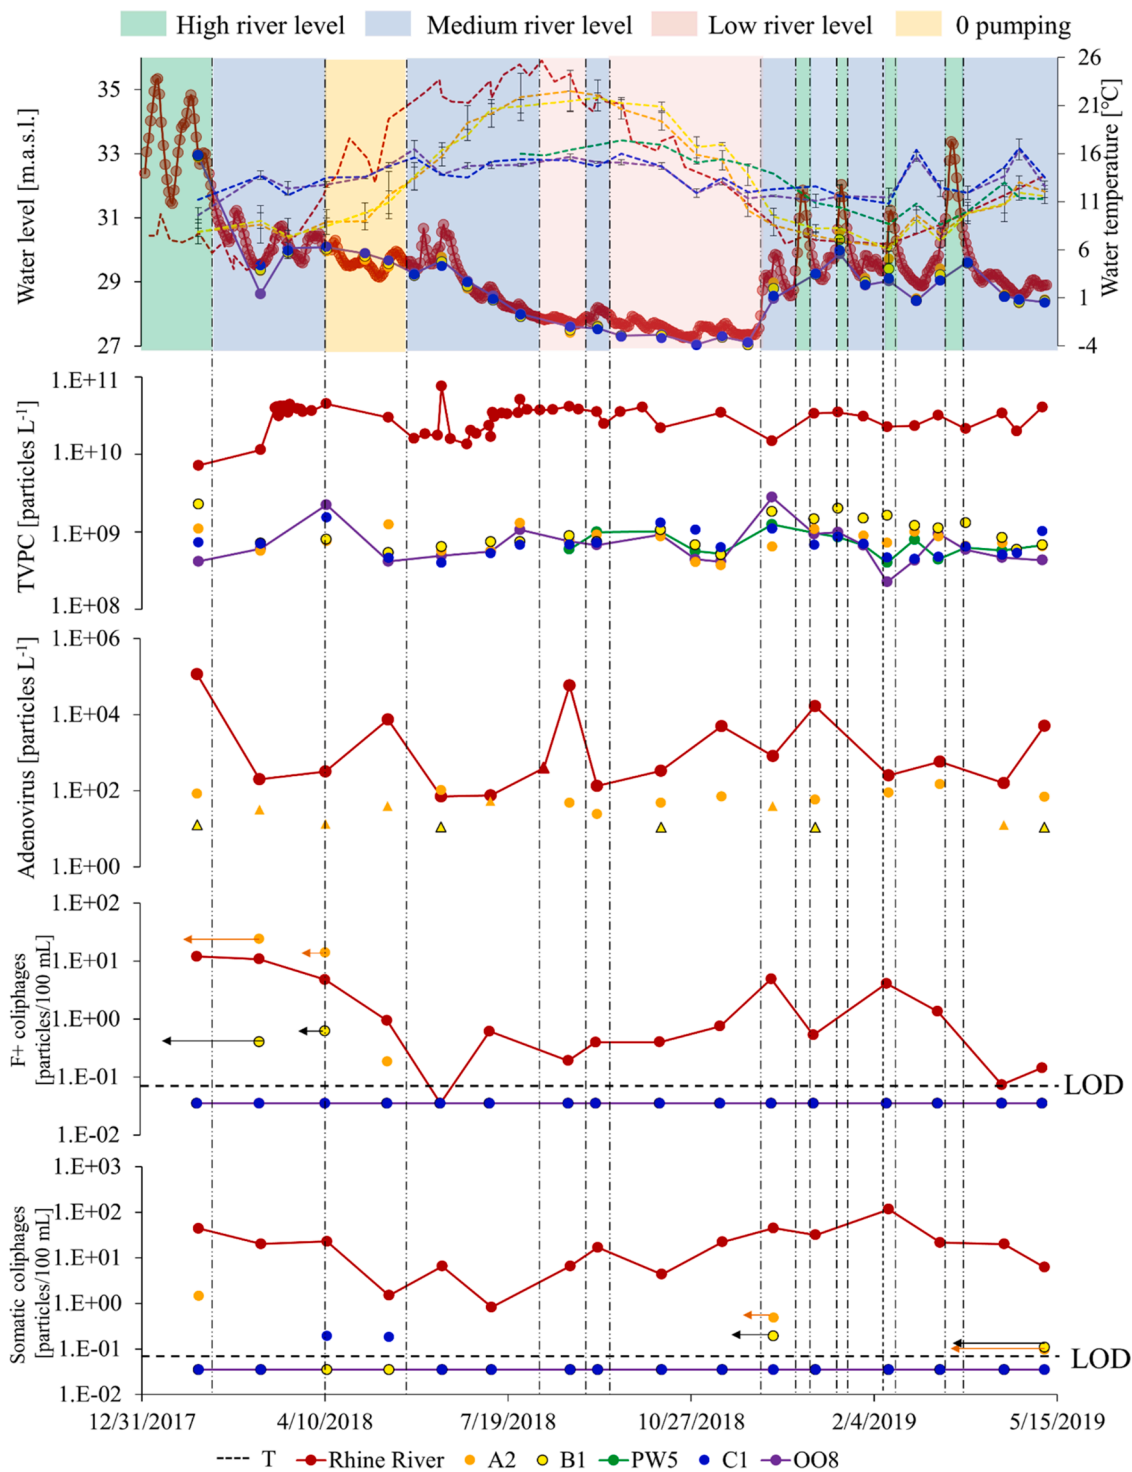 High river level Medium river level Low river level 0 pumping
Water level [m.a.s.l.]
35
33
31
29
27
26
21
16
11
6
1
-4
Water temperature [°C]
TVPC [particles L-1]
1.E+11
1.E+10
1.E+09
1.E+08
Adenovirus [particles L-1]
1.E+06
1.E+04
1.E+02
1.E+00
F+ coliphages
[particles/100 mL]
1.E+02
1.E+01
1.E+00
1.E-01
1.E-02
LOD
Somatic coliphages
[particles/100 mL]
1.E+03
1.E+02
1.E+01
1.E+00
1.E-01
1.E-02
LOD
12/31/2017 4/10/2018 7/19/2018 10/27/2018 2/4/2019 5/15/2019
T Rhine River A2 B1 PW5 C1 OO8